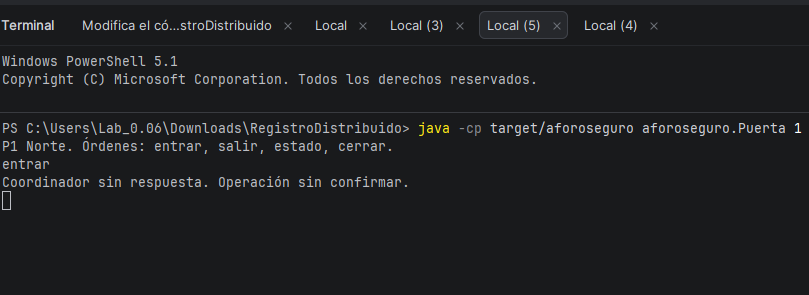 Terminal Modifica el có...stroDistribuido × Local × Local (3) × Local (5) × Local (4) ×
Windows PowerShell 5.1
Copyright (C) Microsoft Corporation. Todos los derechos reservados.
PS C:\Users\Lab_0.06\Downloads\RegistroDistribuido> java -cp target/aforoseguro aforoseguro.Puerta 1
P1 Norte. Órdenes: entrar, salir, estado, cerrar.
entrar
Coordinador sin respuesta. Operación sin confirmar.